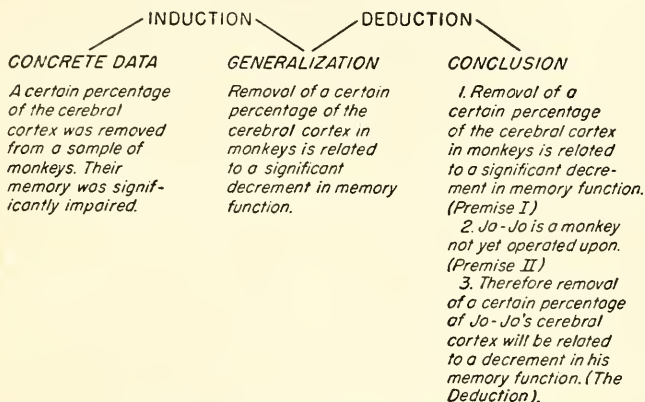 INDUCTION
DEDUCTION
CONCRETE DATA
A certain percentage
of the cerebral
cortex was removed
from a sample of
monkeys. Their
memory was signif-
icantly impaired.
GENERALIZATION
Removal of a certain
percentage of the
cerebral cortex in
monkeys is related
to a significant
decrement in memory
function.
CONCLUSION
1. Removal of a
certain percentage
of the cerebral cortex
in monkeys is related
to a significant decre-
ment in memory function.
(Premise I)
2. Jo-Jo is a monkey
not yet operated upon.
(Premise II)
3. Therefore removal
of a certain percentage
of Jo-Jo's cerebral
cortex will be related
to a decrement in his
memory function. (The
Deduction).